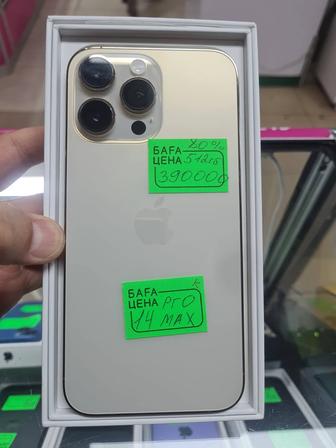 БАҒА 80%
ЦЕНА 512гб
390000
БАҒА
ЦЕНА PrO
14 MAX